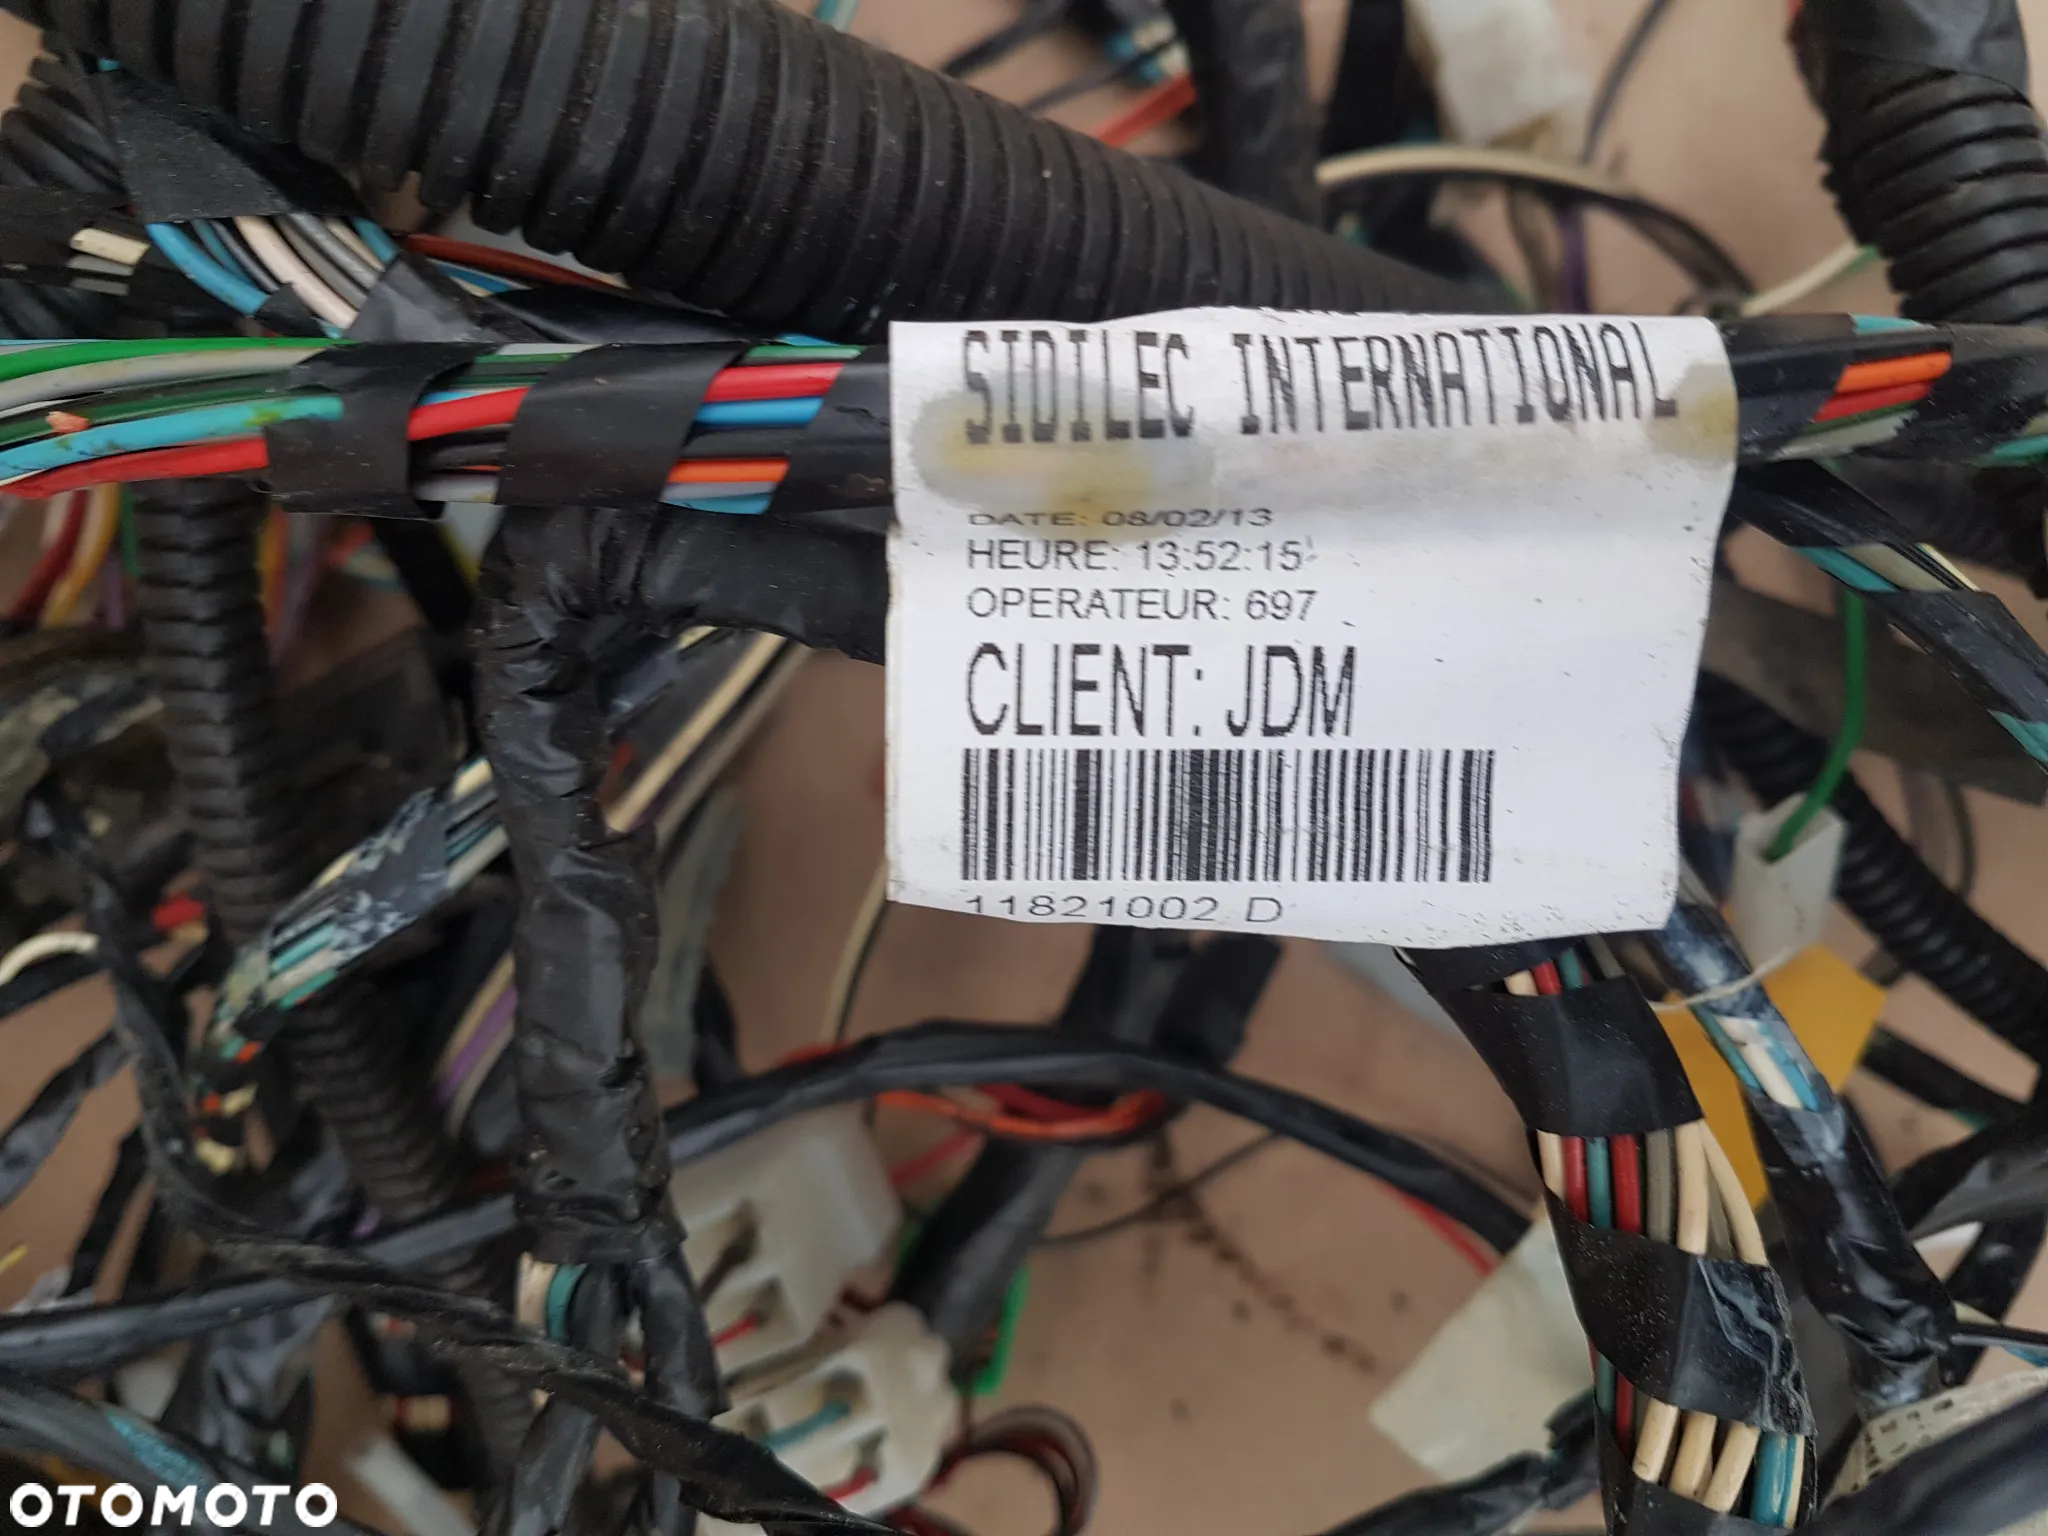 SIDILEC INTERNATIONAL
DATE: 08/02/13
HEURE: 13:52:15
OPERATEUR: 697
CLIENT: JDM
11821002 D
OTOMOTO